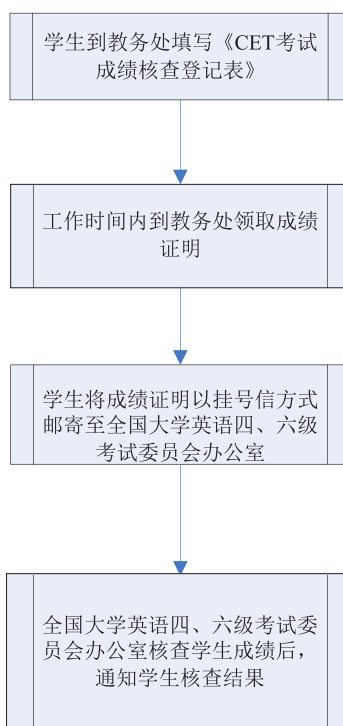 学生到教务处填写《CET考试
成绩核查登记表》
工作时间内到教务处领取成绩
证明
学生将成绩证明以挂号信方式
邮寄至全国大学英语四、六级
考试委员会办公室
全国大学英语四、六级考试委
员会办公室核查学生成绩后，
通知学生核查结果